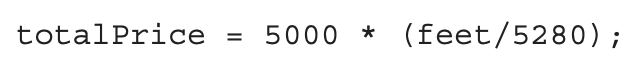 totalPrice = 5000 * (feet/5280);